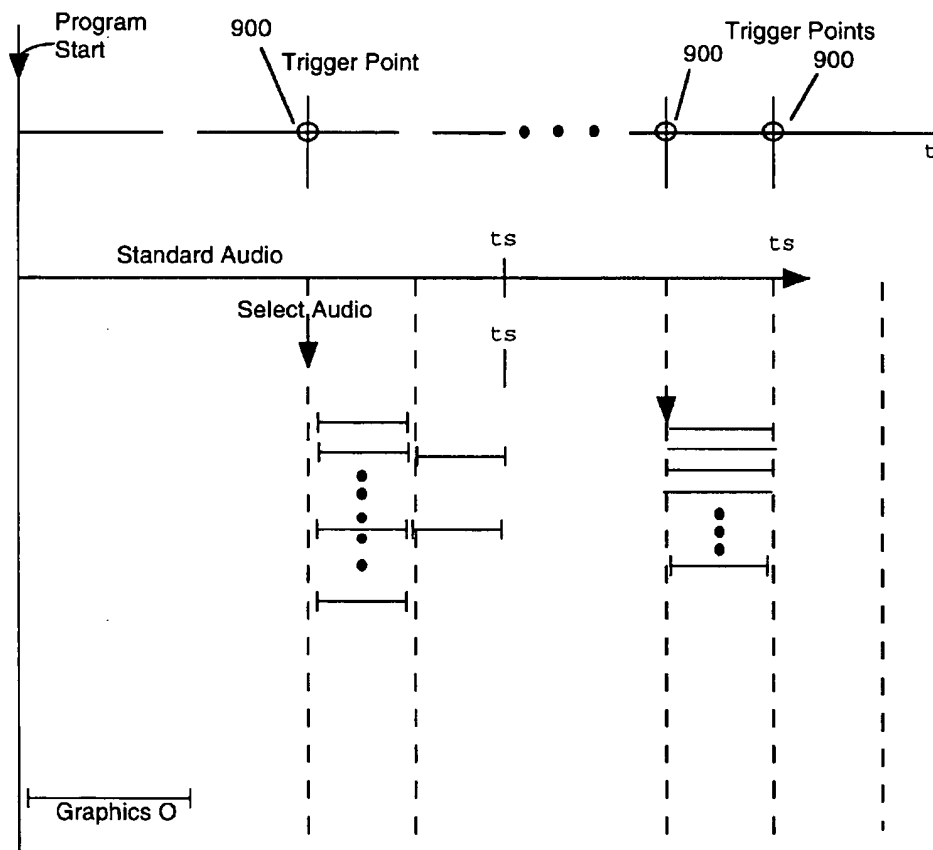 Program
Start
900
Trigger Point
Trigger Points
900
900
t
Standard Audio
ts
ts
Select Audio
ts
Graphics O